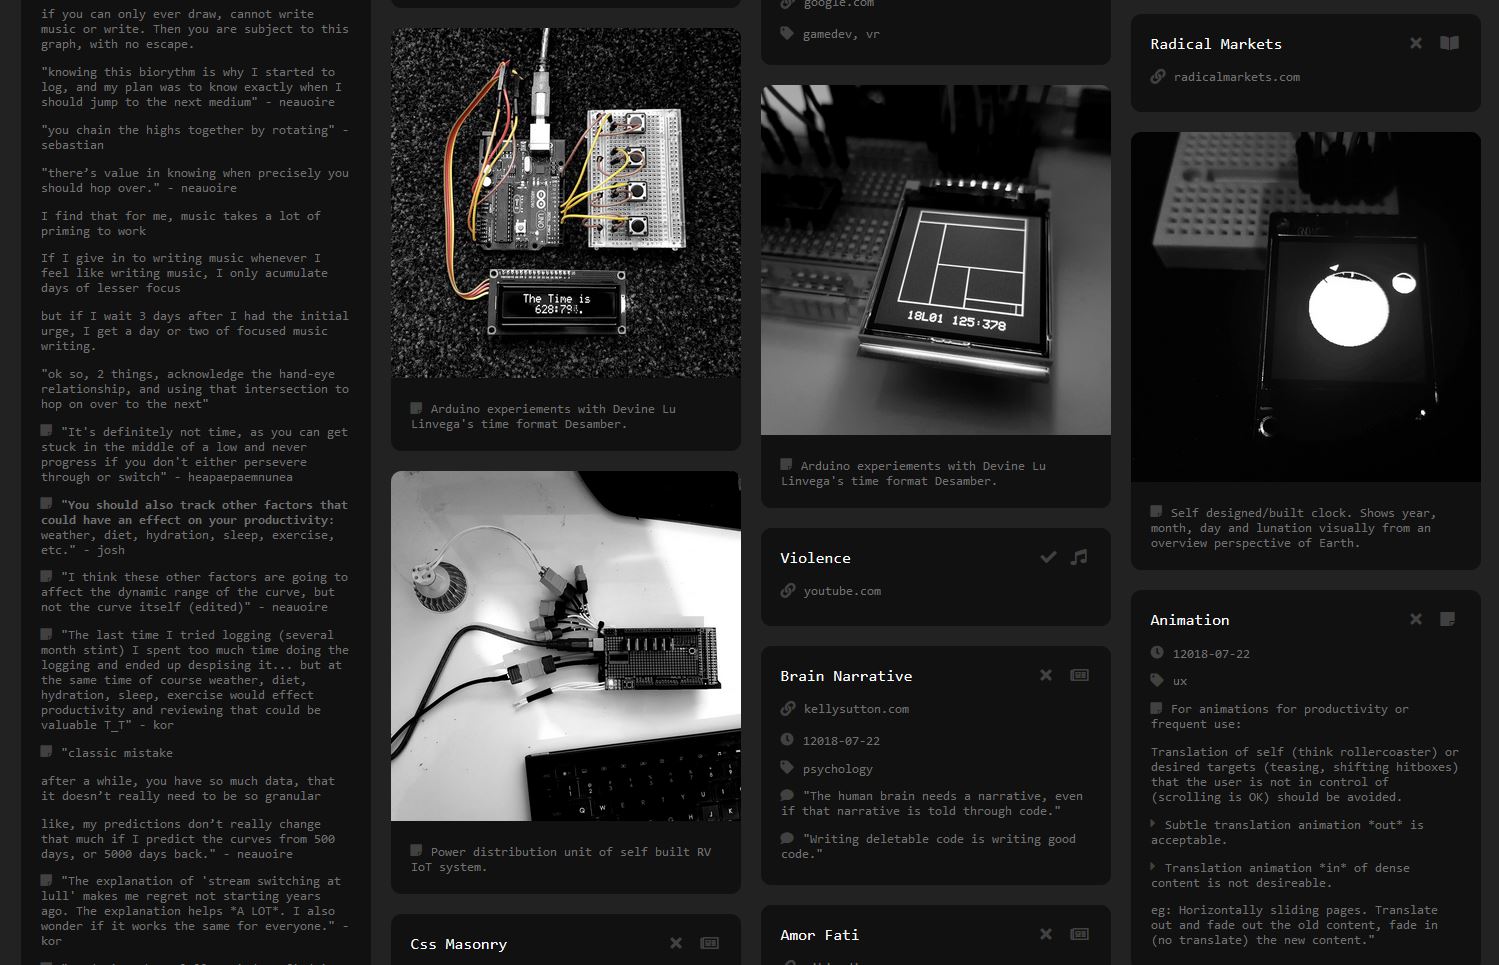 if you can only ever draw, cannot write
music or write. Then you are subject to this
graph, with no escape.
"knowing this biorythm is why I started to
log, and my plan was to know exactly when I
should jump to the next medium" - neauoire
"you chain the highs together by rotating" -
sebastian
"there’s value in knowing when precisely you
should hop over." - neauoire
I find that for me, music takes a lot of
priming to work
If I give in to writing music whenever I
feel like writing music, I only acumulate
days of lesser focus
but if I wait 3 days after I had the initial
urge, I get a day or two of focused music
writing.
"ok so, 2 things, acknowledge the hand-eye
relationship, and using that intersection to
hop on over to the next"
"It's definitely not time, as you can get
stuck in the middle of a low and never
progress if you don't either persevere
through or switch" - heapaepaemnunea
"You should also track other factors that
could have an effect on your productivity:
weather, diet, hydration, sleep, exercise,
etc." - josh
"I think these other factors are going to
affect the dynamic range of the curve, but
not the curve itself (edited)" - neauoire
"The last time I tried logging (several
month stint) I spent too much time doing the
logging and ended up despising it... but at
the same time of course weather, diet,
hydration, sleep, exercise would effect
productivity and reviewing that could be
valuable T_T" - kor
"classic mistake
after a while, you have so much data, that
it doesn’t really need to be so granular
like, my predictions don’t really change
that much if I predict the curves from 500
days, or 5000 days back." - neauoire
"The explanation of 'stream switching at
lull' makes me regret not starting years
ago. The explanation helps *A LOT*. I also
wonder if it works the same for everyone." -
kor
UNO
The Time is
Arduino experiements with Devine Lu
Linvega's time format Desamber.
Q W E R T Y U
Power distribution unit of self built RV
IoT system.
Css Masonry
google.com
gamedev, vr
18L01 125:378
Arduino experiements with Devine Lu
Linvega's time format Desamber.
Violence
youtube.com
Brain Narrative
kellysutton.com
12018-07-22
psychology
"The human brain needs a narrative, even
if that narrative is told through code."
"Writing deletable code is writing good
code."
Amor Fati
Radical Markets
radicalmarkets.com
Self designed/built clock. Shows year,
month, day and lunation visually from an
overview perspective of Earth.
Animation
12018-07-22
ux
For animations for productivity or
frequent use:
Translation of self (think rollercoaster) or
desired targets (teasing, shifting hitboxes)
that the user is not in control of
(scrolling is OK) should be avoided.
Subtle translation animation *out* is
acceptable.
Translation animation *in* of dense
content is not desireable.
eg: Horizontally sliding pages. Translate
out and fade out the old content, fade in
(no translate) the new content."